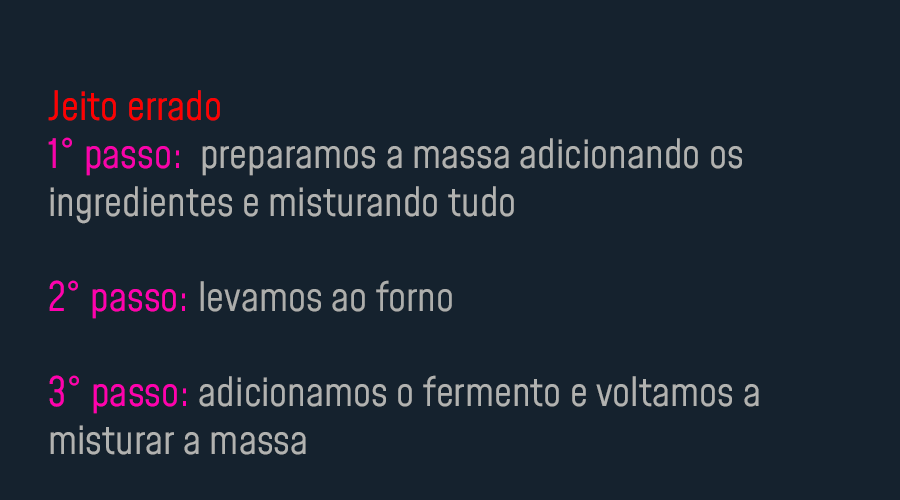 Jeito errado
1° passo:  preparamos a massa adicionando os
ingredientes e misturando tudo
2° passo: levamos ao forno
3° passo: adicionamos o fermento e voltamos a
misturar a massa